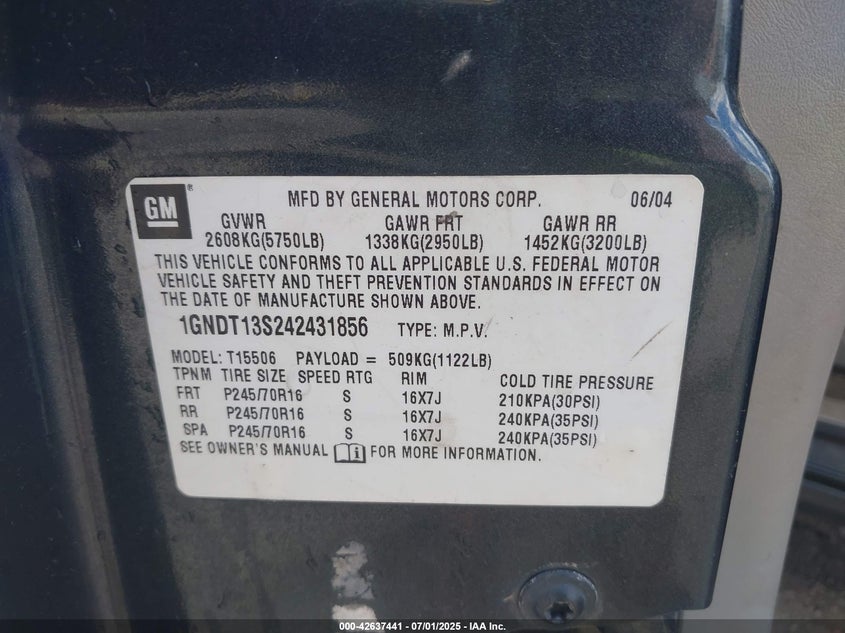 GM ® MFD BY GENERAL MOTORS CORP. 06/04
GVWR GAWR FRT GAWR RR
2608KG(5750LB) 1338KG(2950LB) 1452KG(3200LB)
THIS VEHICLE CONFORMS TO ALL APPLICABLE U.S. FEDERAL MOTOR
VEHICLE SAFETY AND THEFT PREVENTION STANDARDS IN EFFECT ON
THE DATE OF MANUFACTURE SHOWN ABOVE.
1GNDT13S242431856 TYPE: M.P.V.
MODEL: T15506 PAYLOAD = 509KG(1122LB)
TPNM TIRE SIZE SPEED RTG RIM COLD TIRE PRESSURE
FRT P245/70R16 S 16X7J 210KPA(30PSI)
RR P245/70R16 S 16X7J 240KPA(35PSI)
SPA P245/70R16 S 16X7J 240KPA(35PSI)
SEE OWNER'S MANUAL FOR MORE INFORMATION.
000-42637441 - 07/01/2025 - IAA Inc.